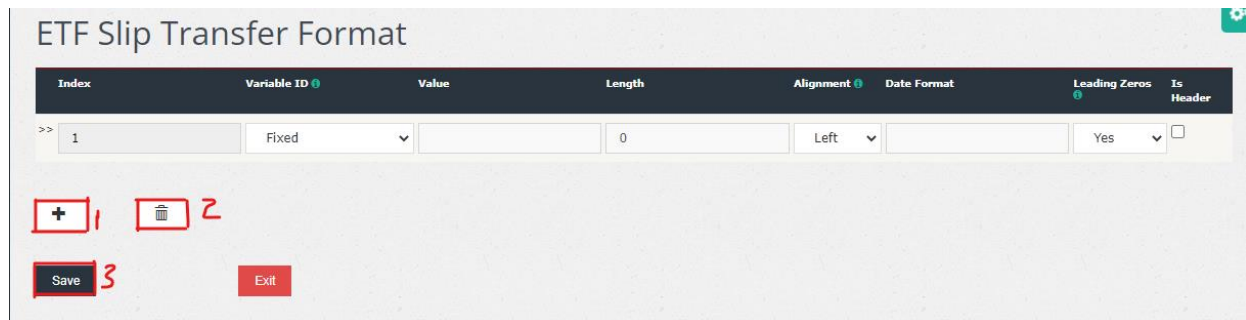 ETF Slip Transfer Format
Index Variable ID Value Length Alignment Date Format Leading Zeros Is Header
>> 1 Fixed 0 Left Yes
+ 1 2
Save 3 Exit